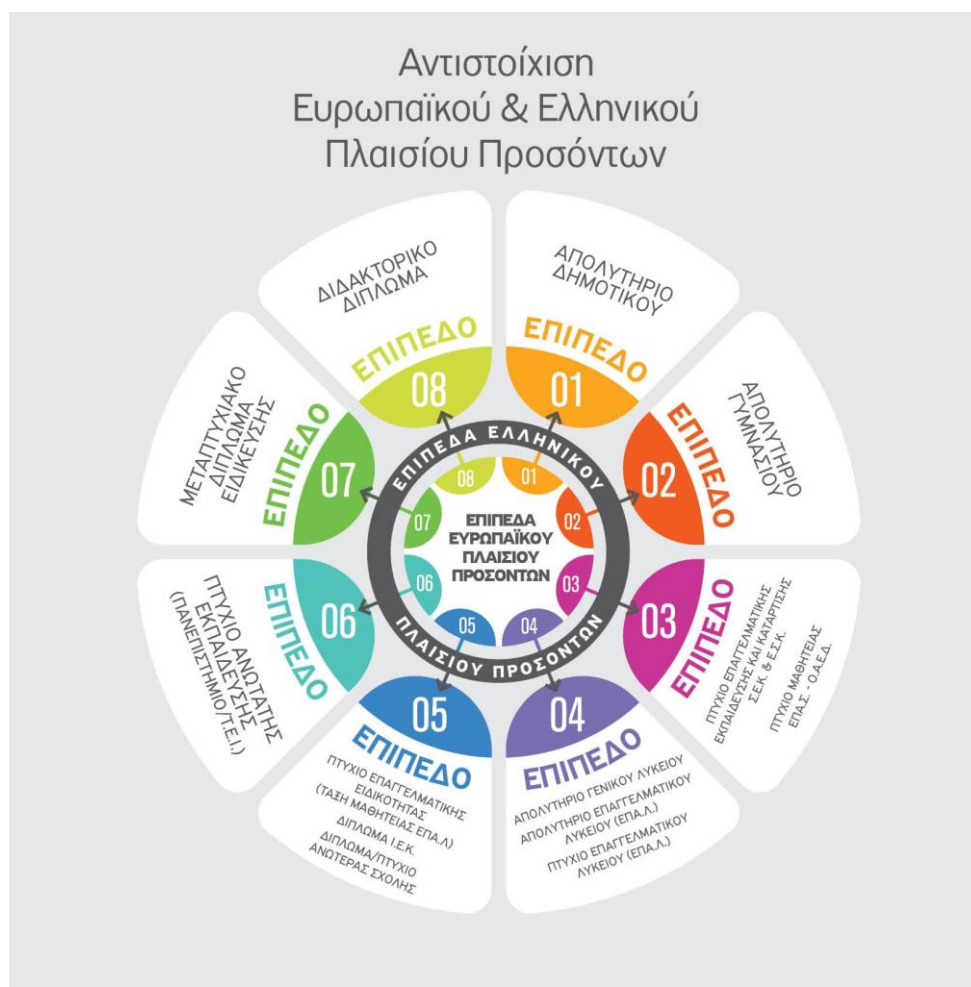 Αντιστοίχιση
Ευρωπαϊκού & Ελληνικού
Πλαισίου Προσόντων
ΑΠΟΛΥΤΗΡΙΟ
ΔΗΜΟΤΙΚΟΥ
ΕΠΙΠΕΔΟ
01
ΑΠΟΛΥΤΗΡΙΟ
ΓΥΜΝΑΣΙΟΥ
ΕΠΙΠΕΔΟ
02
ΕΠΙΠΕΔΟ
03
ΠΤΥΧΙΟ ΕΠΑΓΓΕΛΜΑΤΙΚΗΣ
ΕΚΠΑΙΔΕΥΣΗΣ ΚΑΙ ΚΑΤΑΡΤΙΣΗΣ
Σ.Ε.Κ. & Ε.Σ.Κ.
ΠΤΥΧΙΟ ΜΑΘΗΤΕΙΑΣ
ΕΠΑ.Σ. - Ο.Α.Ε.Δ.
04
ΕΠΙΠΕΔΟ
ΑΠΟΛΥΤΗΡΙΟ ΓΕΝΙΚΟΥ ΛΥΚΕΙΟΥ
ΑΠΟΛΥΤΗΡΙΟ ΕΠΑΓΓΕΛΜΑΤΙΚΟΥ
ΛΥΚΕΙΟΥ (ΕΠΑ.Λ.)
ΠΤΥΧΙΟ ΕΠΑΓΓΕΛΜΑΤΙΚΟΥ
ΛΥΚΕΙΟΥ (ΕΠΑ.Λ.)
05
ΕΠΙΠΕΔΟ
ΠΤΥΧΙΟ ΕΠΑΓΓΕΛΜΑΤΙΚΗΣ
ΕΙΔΙΚΟΤΗΤΑΣ
(ΤΑΞΗ ΜΑΘΗΤΕΙΑΣ ΕΠΑ.Λ)
ΔΙΠΛΩΜΑ Ι.Ε.Κ.
ΔΙΠΛΩΜΑ/ΠΤΥΧΙΟ
ΑΝΩΤΕΡΑΣ ΣΧΟΛΗΣ
06
ΕΠΙΠΕΔΟ
ΠΤΥΧΙΟ ΑΝΩΤΑΤΗΣ
ΕΚΠΑΙΔΕΥΣΗΣ
(ΠΑΝΕΠΙΣΤΗΜΙΟ/Τ.Ε.Ι.)
ΜΕΤΑΠΤΥΧΙΑΚΟ
ΔΙΠΛΩΜΑ
ΕΙΔΙΚΕΥΣΗΣ
ΕΠΙΠΕΔΟ
07
ΔΙΔΑΚΤΟΡΙΚΟ
ΔΙΠΛΩΜΑ
ΕΠΙΠΕΔΟ
08
ΕΠΙΠΕΔΑ ΕΛΛΗΝΙΚΟΥ
ΠΛΑΙΣΙΟΥ ΠΡΟΣΟΝΤΩΝ
01
02
03
04
05
06
07
08
ΕΠΙΠΕΔΑ
ΕΥΡΩΠΑΪΚΟΥ
ΠΛΑΙΣΙΟΥ
ΠΡΟΣΟΝΤΩΝ